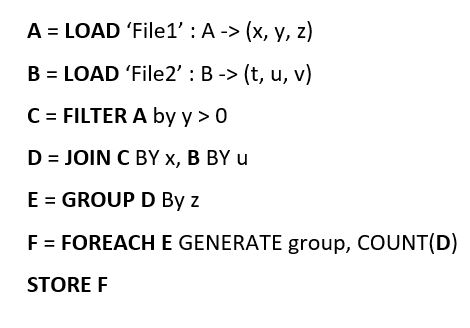 A = LOAD ‘File1’ : A -> (x, y, z)
B = LOAD ‘File2’ : B -> (t, u, v)
C = FILTER A by y > 0
D = JOIN C BY x, B BY u
E = GROUP D By z
F = FOREACH E GENERATE group, COUNT(D)
STORE F